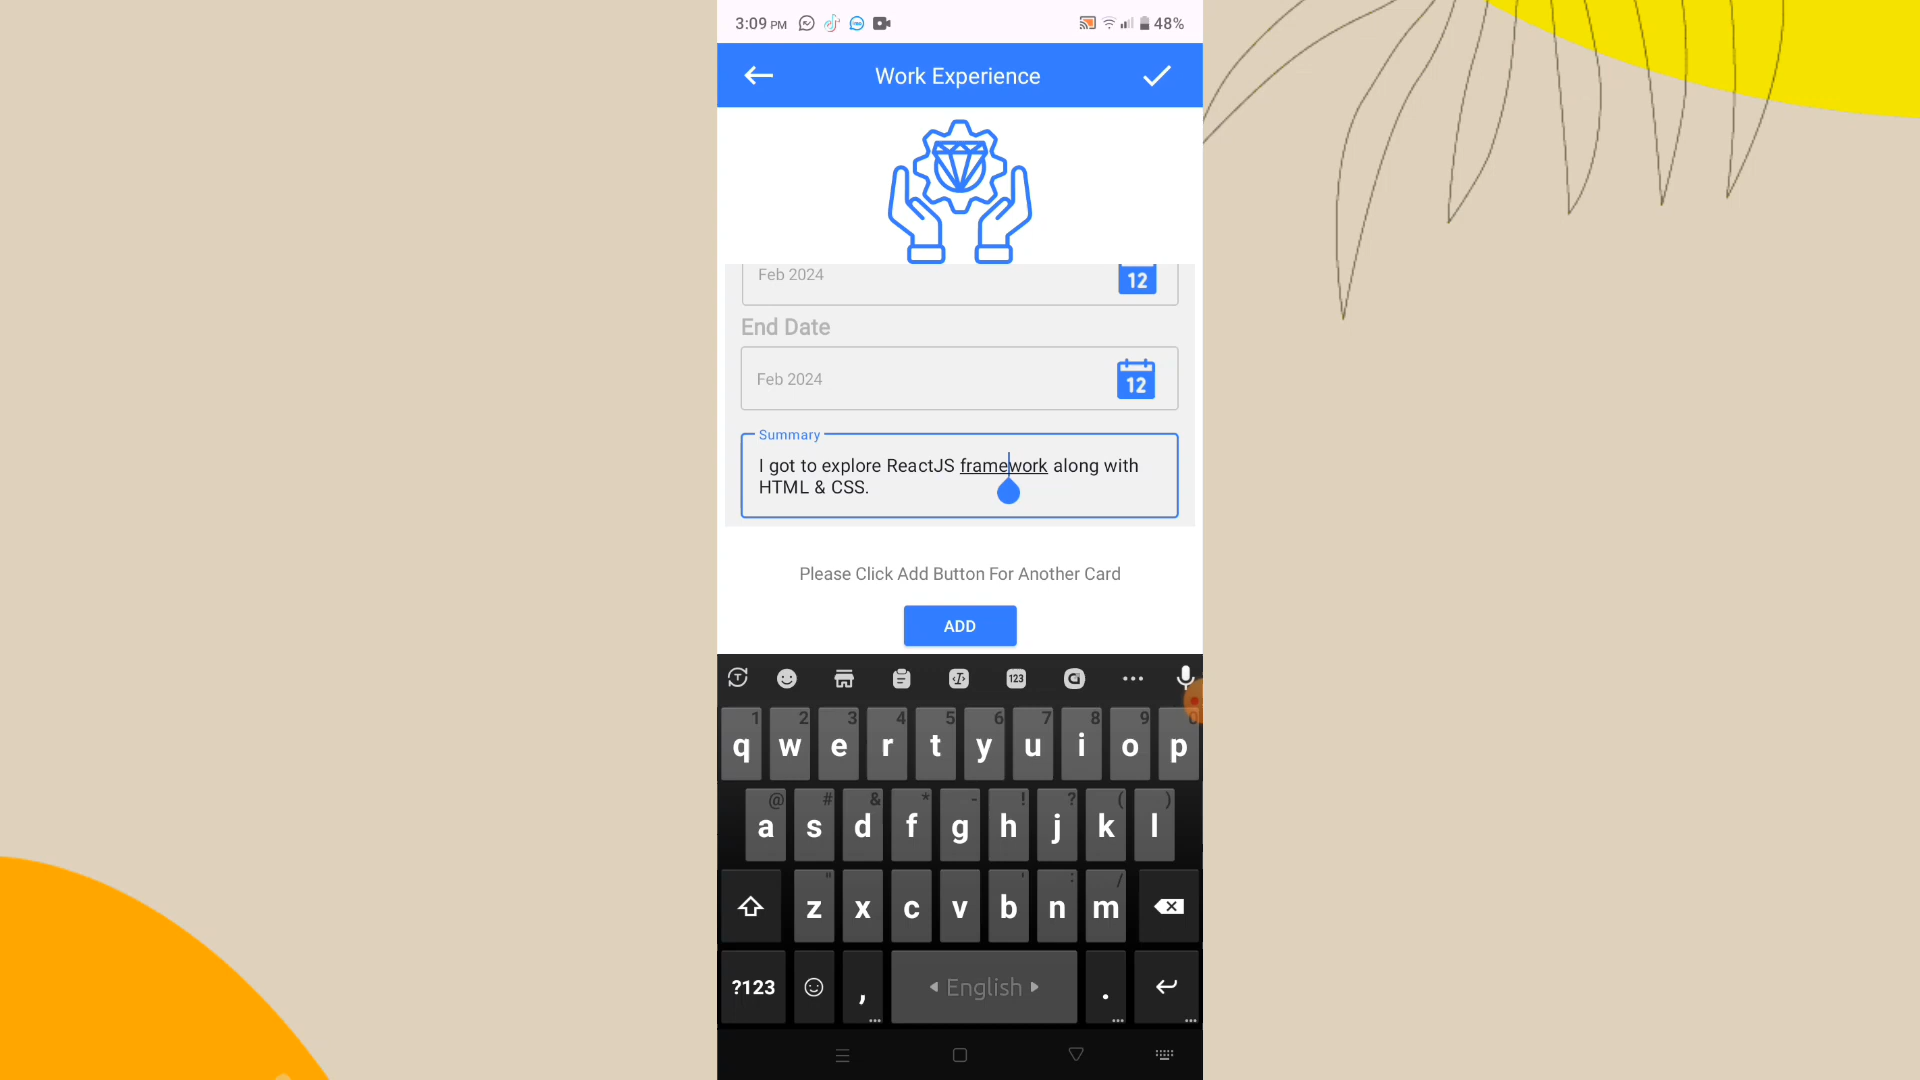 3:09 PM
48%
Work Experience
Feb 2024
12
End Date
Feb 2024
12
Summary
I got to explore ReactJS framework along with
HTML & CSS.
Please Click Add Button For Another Card
ADD
123
1 2 3 4 5 6 7 8 9 0
q w e r t y u i o p
@ # & * - ! ? ( )
a s d f g h j k l
" ' : /
z x c v b n m
?123 , English .